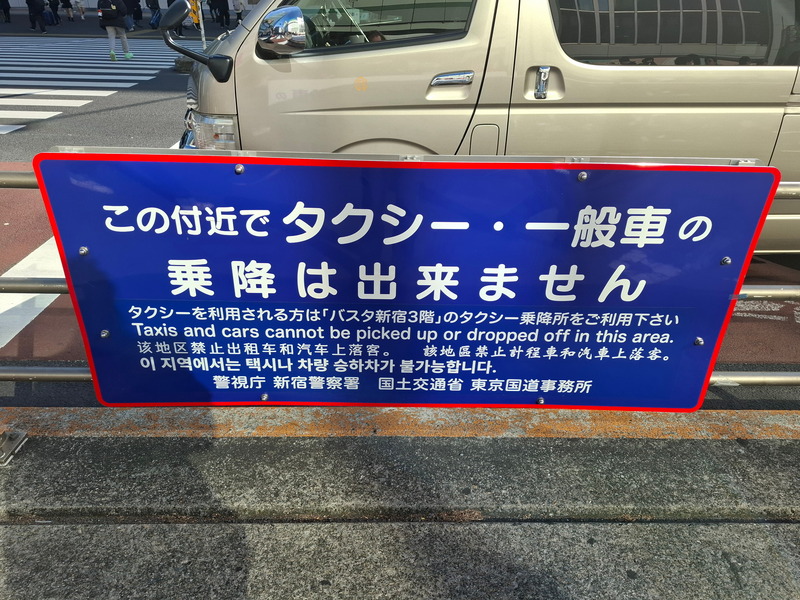 この付近で タクシー・一般車の
乗降は出来ません
タクシーを利用される方は「バスタ新宿3階」のタクシー乗降所をご利用下さい
Taxis and cars cannot be picked up or dropped off in this area.
该地区禁止出租车和汽车上落客。 該地區禁止計程車和汽車上落客。
이 지역에서는 택시나 차량 승하차가 불가능합니다.
警視庁 新宿警察署 国土交通省 東京国道事務所